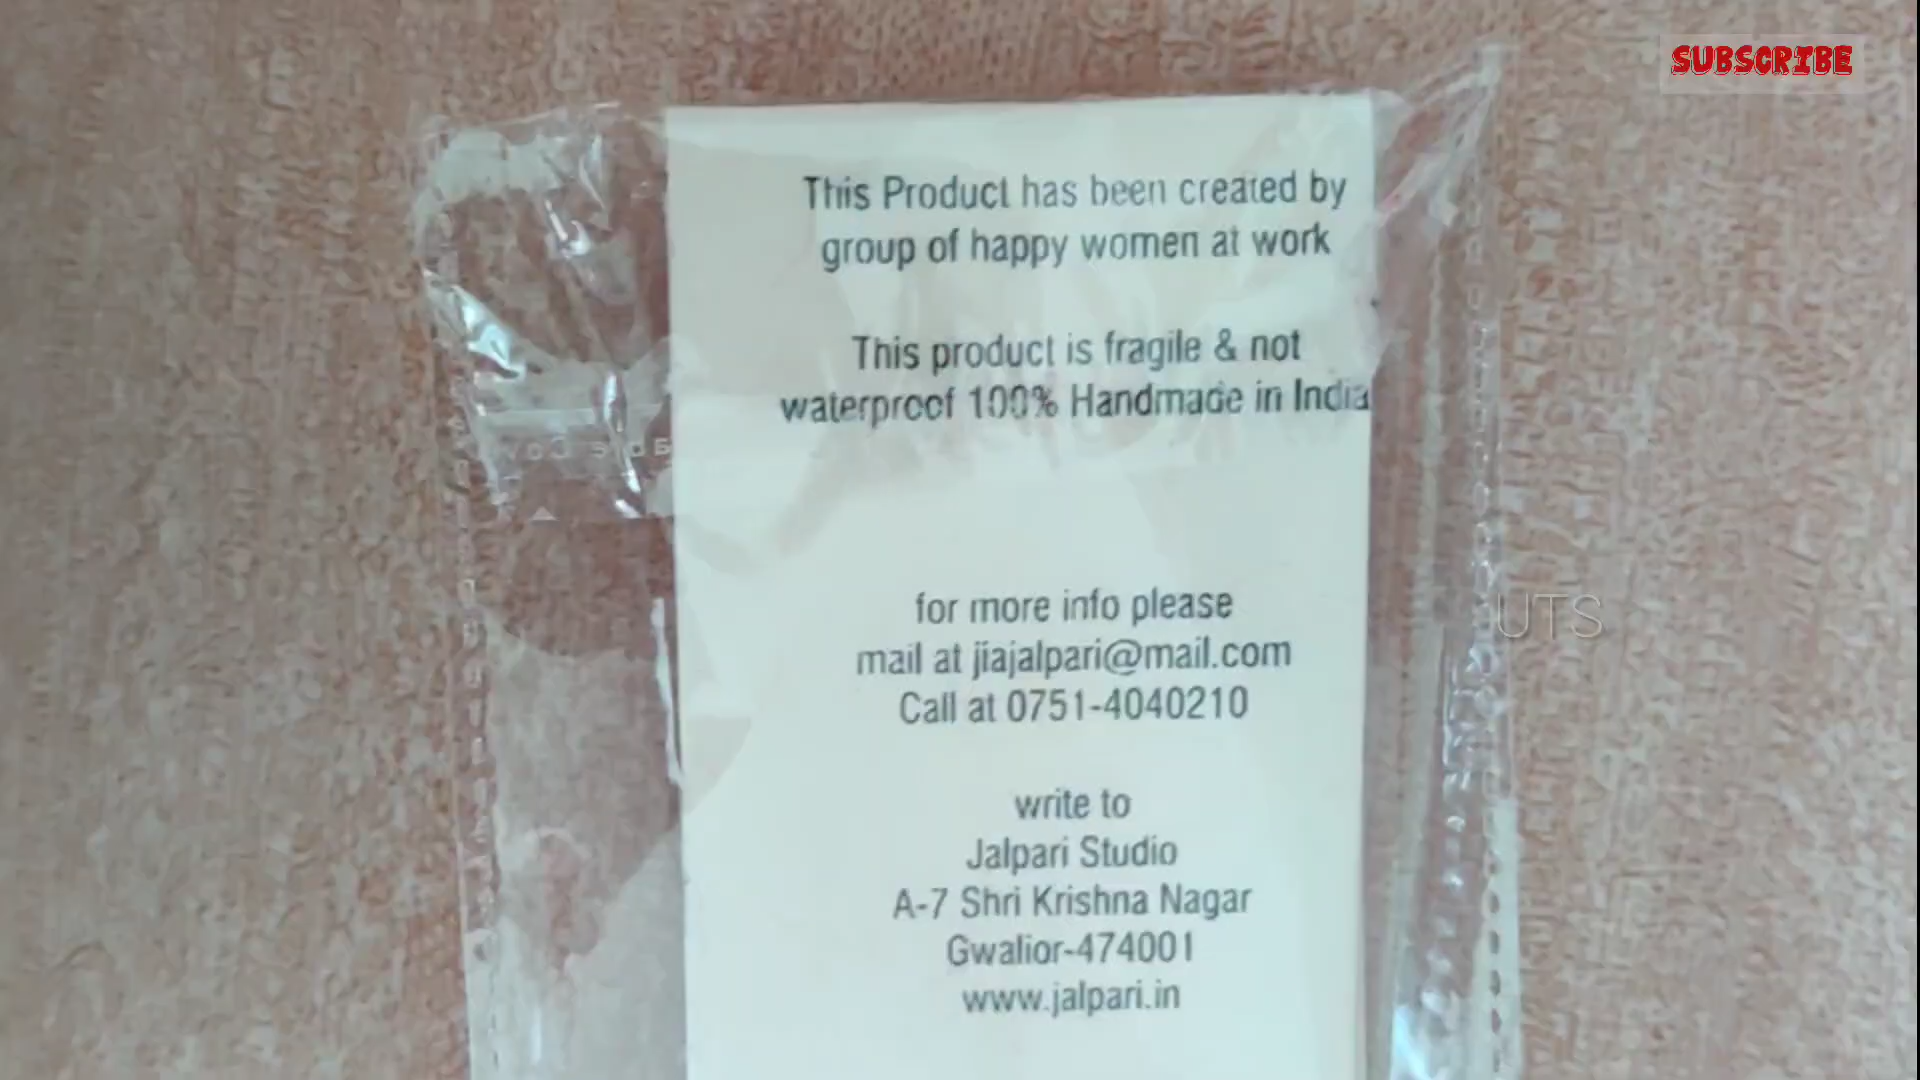 SUBSCRIBE
This Product has been created by
group of happy women at work
This product is fragile & not
waterproof 100% Handmade in India
for more info please
mail at jiajalpari@mail.com
Call at 0751-4040210
write to
Jalpari Studio
A-7 Shri Krishna Nagar
Gwalior-474001
www.jalpari.in
UTS